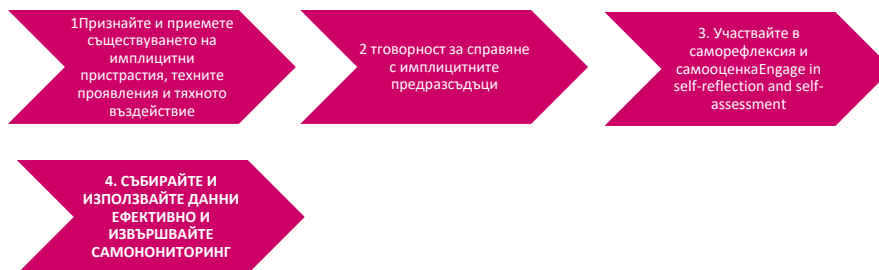 1Признайте и приемете
съществуването на
имплицитни
пристрастия, техните
проявления и тяхното
въздействие
2 тговорност за справяне
с имплицитните
предразсъдъци
3. Участвайте в
саморефлексия и
самооценкаEngage in
self-reflection and self-
assessment
4. СЪБИРАЙТЕ И
ИЗПОЛЗВАЙТЕ ДАННИ
ЕФЕКТИВНО И
ИЗВЪРШВАЙТЕ
САМОНОНИТОРИНГ